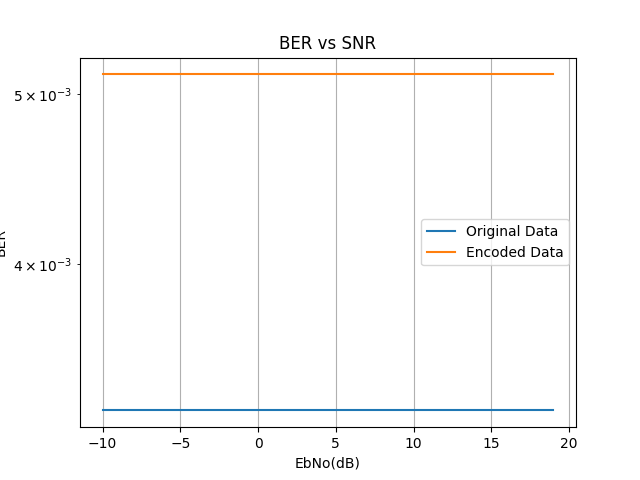 BER vs SNR
5 × 10⁻³
4 × 10⁻³
BER
Original Data
Encoded Data
−10 −5 0 5 10 15 20
EbNo(dB)